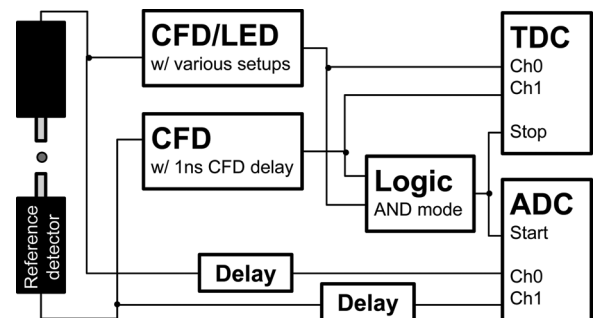 CFD/LED
w/ various setups
TDC
Ch0
Ch1
Stop
CFD
w/ 1ns CFD delay
Logic
AND mode
ADC
Start
Ch0
Ch1
Reference
detector
Delay
Delay